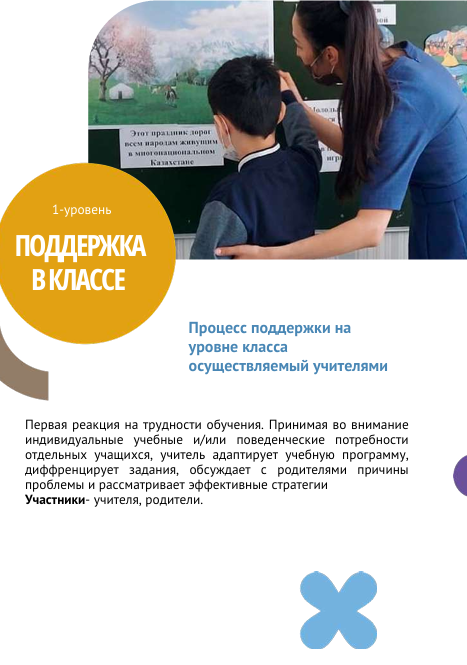 Этот праздник дорог
всем народам живущим
в многонациональном
Казахстане
1-уровень
ПОДДЕРЖКА
В КЛАССЕ
Процесс поддержки на
уровне класса
осуществляемый учителями
Первая реакция на трудности обучения. Принимая во внимание
индивидуальные учебные и/или поведенческие потребности
отдельных учащихся, учитель адаптирует учебную программу,
диффренцирует задания, обсуждает с родителями причины
проблемы и рассматривает эффективные стратегии
Участники- учителя, родители.